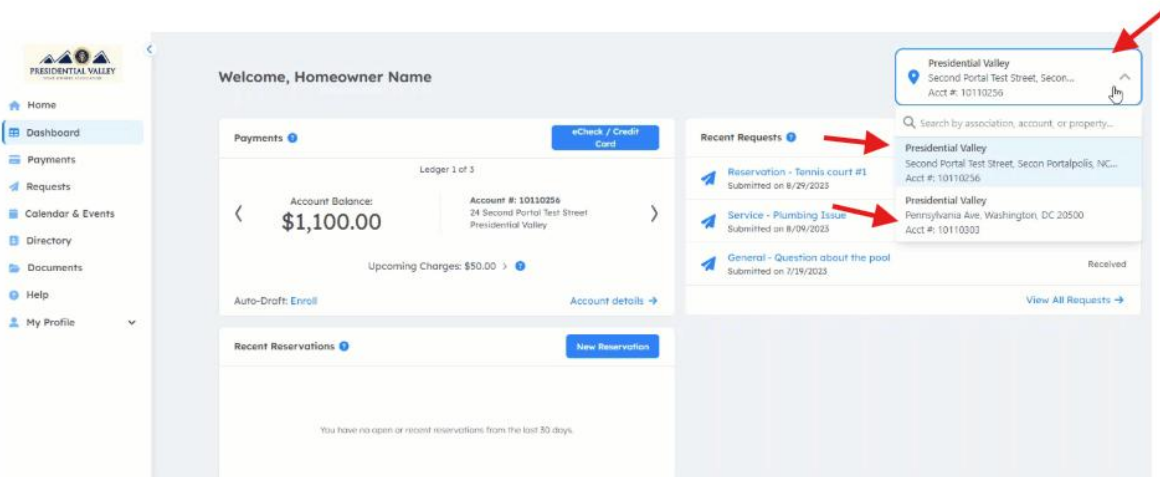 PRESIDENTIAL VALLEY
Home
Dashboard
Payments
Requests
Calendar & Events
Directory
Documents
Help
My Profile
Welcome, Homeowner Name
Presidential Valley
Second Portal Test Street, Secon...
Acct #: 10110256
Search by association, account, or property...
Presidential Valley
Second Portal Test Street, Secon Portalpolis, NC...
Acct #: 10110256
Presidential Valley
Pennsylvania Ave, Washington, DC 20500
Acct #: 10110303
Payments
eCheck / Credit
Card
Ledger 1 of 3
Account Balance:
$1,100.00
Account #: 10110256
24 Second Portal Test Street
Presidential Valley
Upcoming Charges: $50.00 >
Auto-Draft: Enroll
Account details →
Recent Requests
Reservation - Tennis court #1
Submitted on 8/29/2023
Service - Plumbing Issue
Submitted on 8/09/2023
General - Question about the pool
Submitted on 7/19/2023
Received
View All Requests →
Recent Reservations
New Reservation
You have no open or recent reservations from the last 30 days.